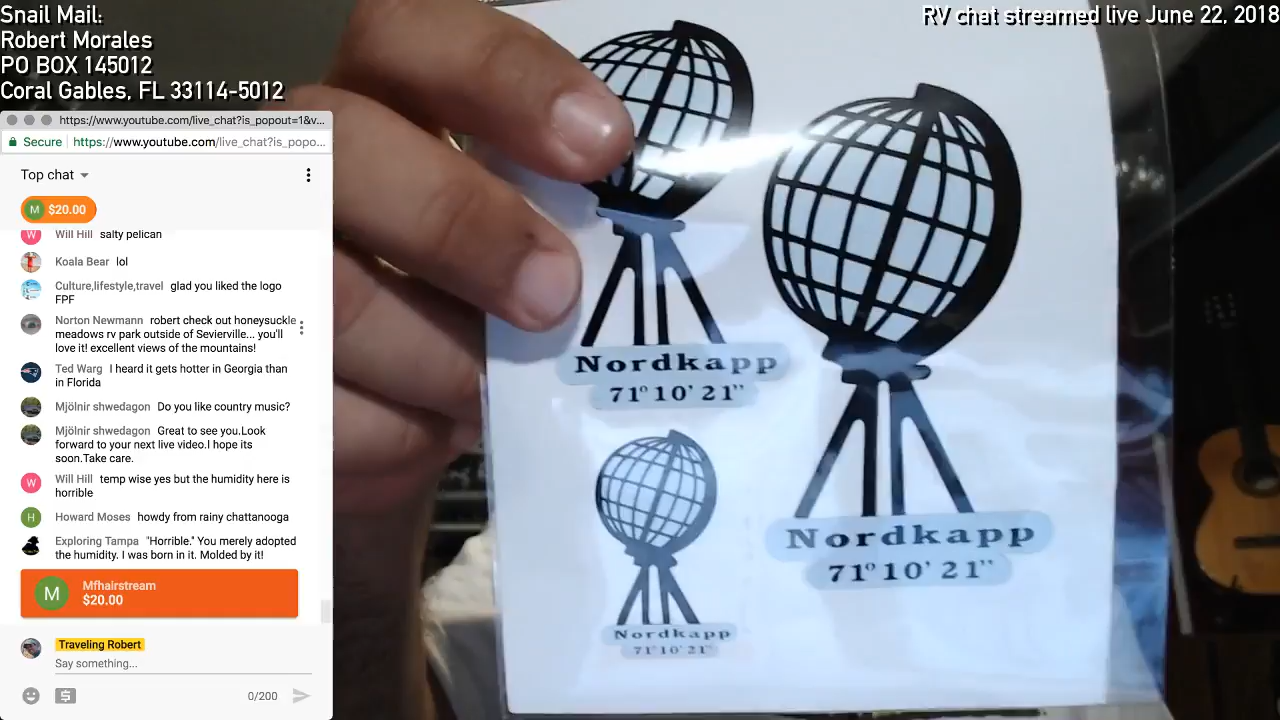 Snail Mail:
Robert Morales
PO BOX 145012
Coral Gables, FL 33114-5012
RV chat streamed live June 22, 2018
https://www.youtube.com/live_chat?is_popout=1&v...
Secure https://www.youtube.com/live_chat?is_popo...
Top chat
M $20.00
W Will Hill salty pelican
Koala Bear lol
Culture,lifestyle,travel glad you liked the logo
FPF
Norton Newmann robert check out honeysuckle
meadows rv park outside of Sevierville... you'll
love it! excellent views of the mountains!
Ted Warg I heard it gets hotter in Georgia than
in Florida
Mjölnir shwedagon Do you like country music?
Mjölnir shwedagon Great to see you.Look
forward to your next live video.I hope its
soon.Take care.
W Will Hill temp wise yes but the humidity here is
horrible
H Howard Moses howdy from rainy chattanooga
Exploring Tampa "Horrible." You merely adopted
the humidity. I was born in it. Molded by it!
M Mfhairstream
$20.00
Traveling Robert
Say something...
0/200
Nordkapp
71° 10' 21"
Nordkapp
71° 10' 21"
Nordkapp
71° 10' 21"